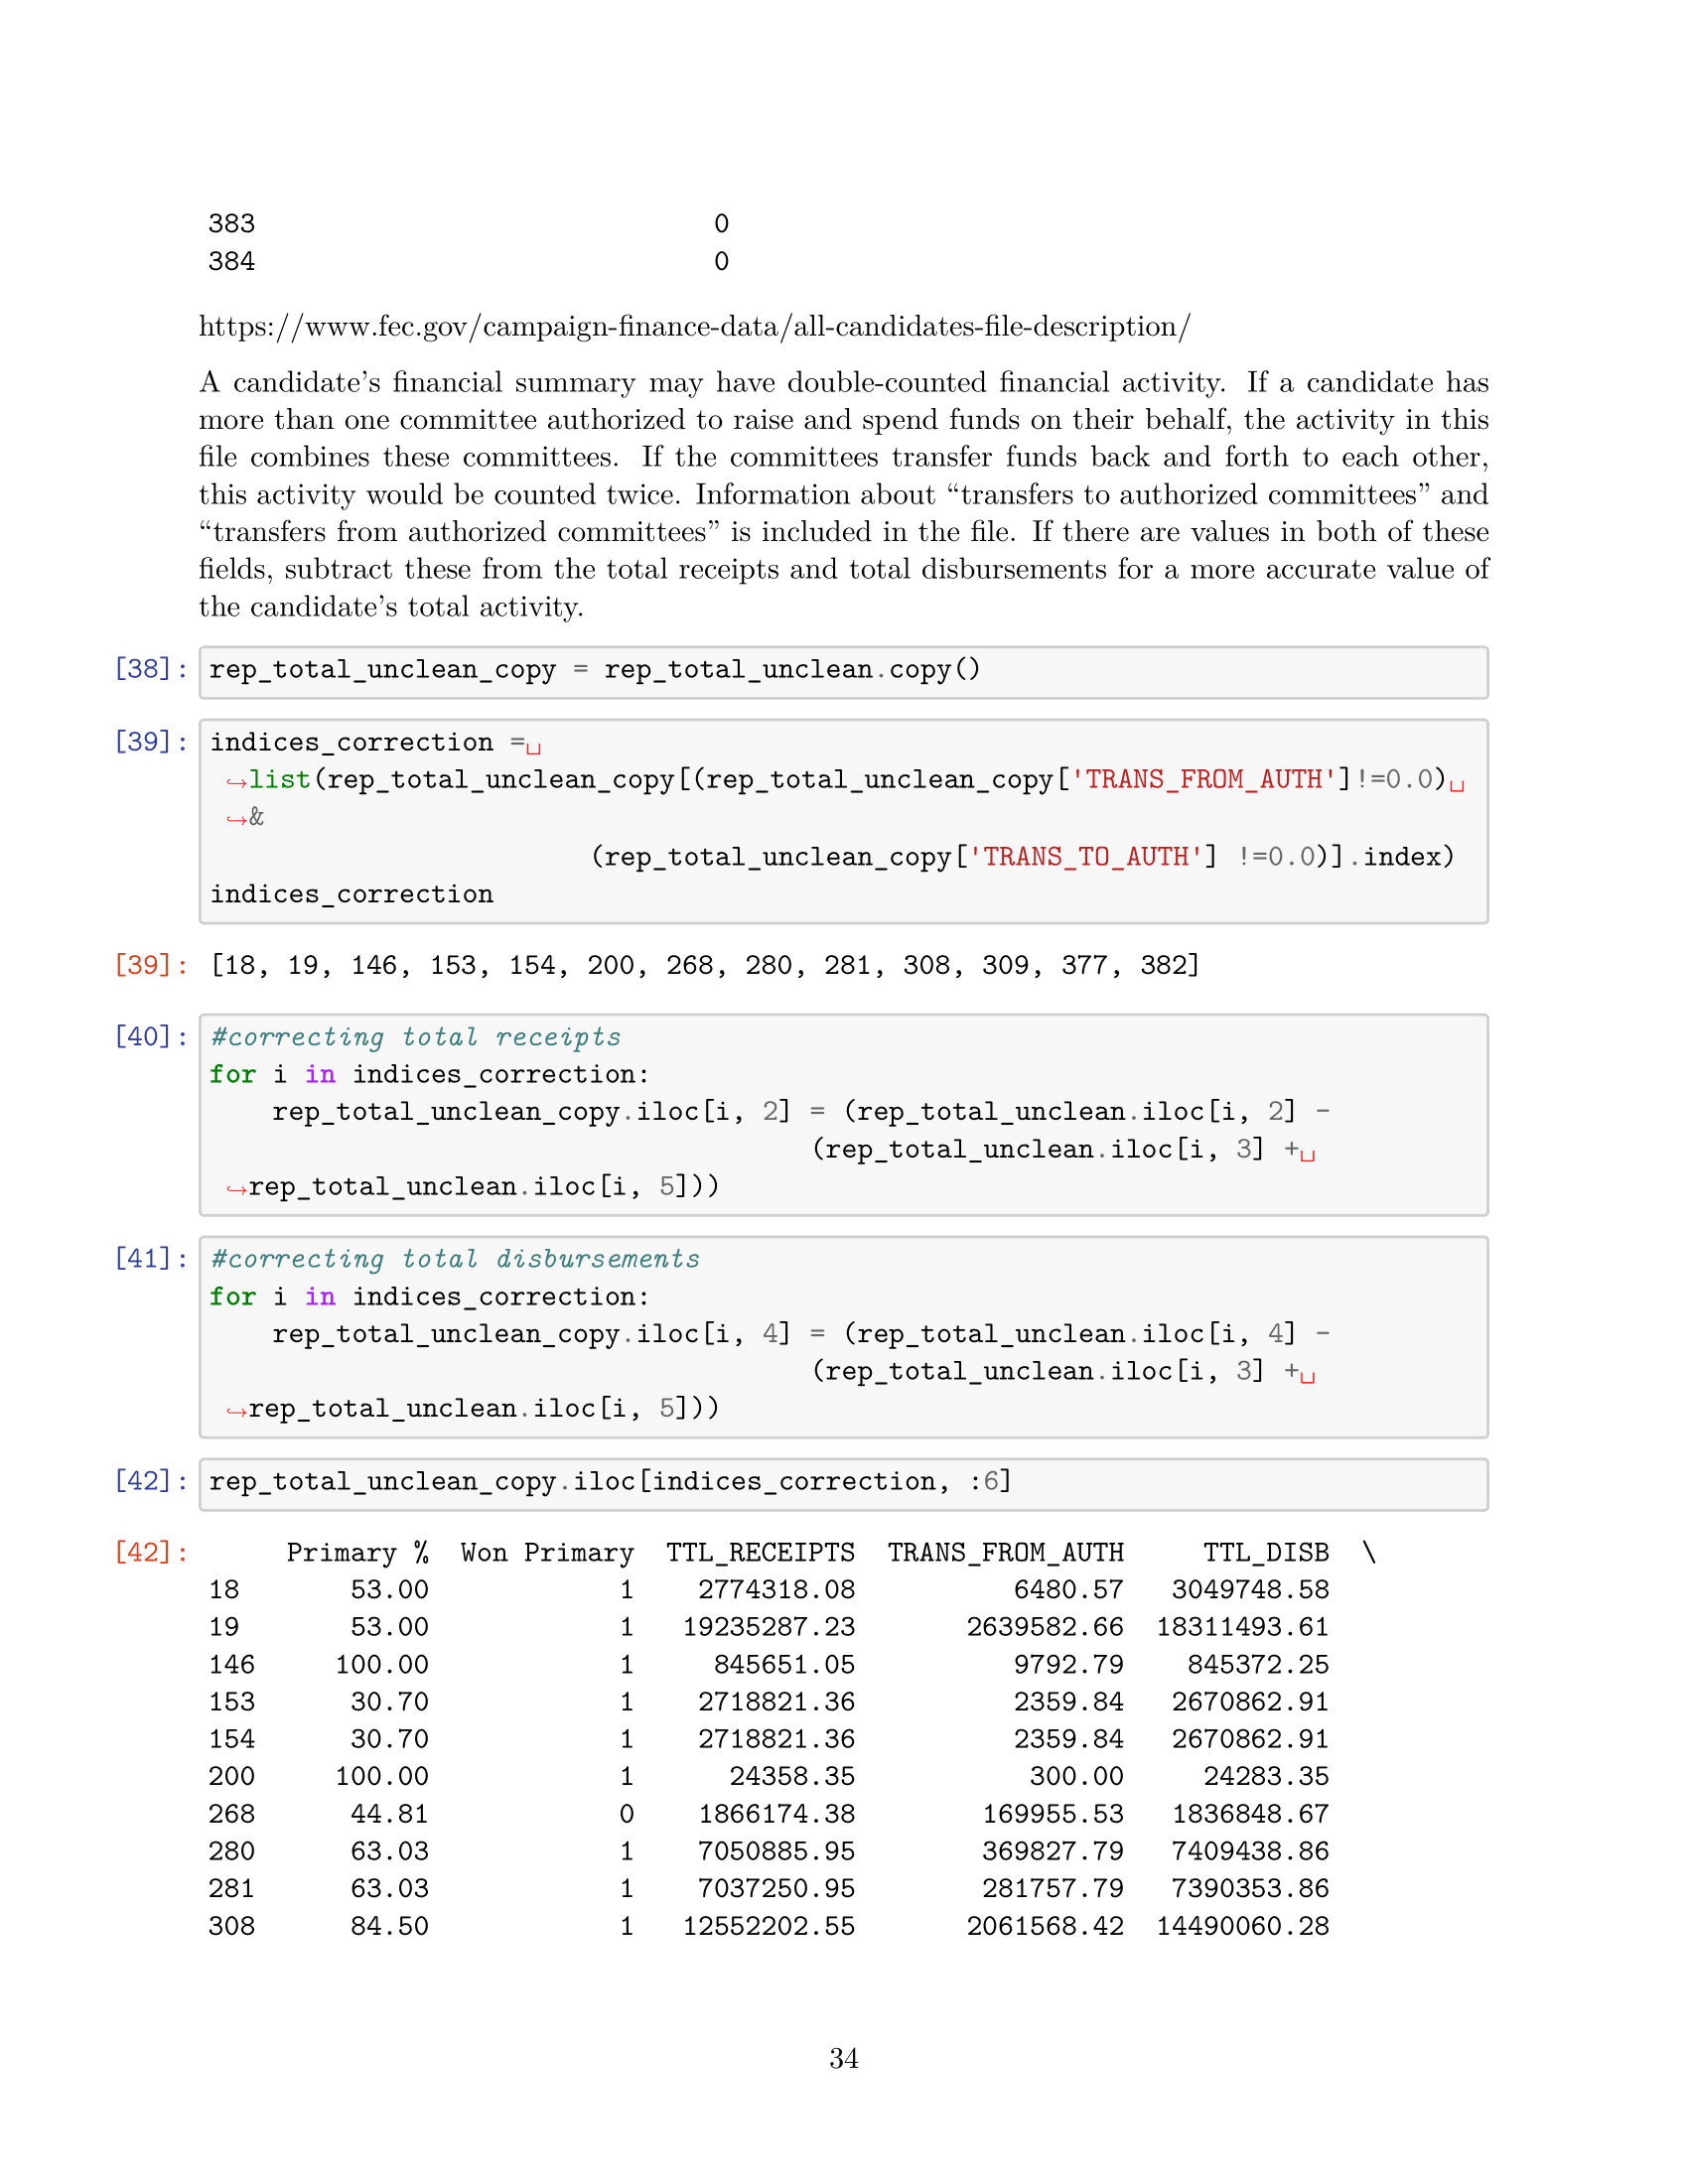 383                             0
384                             0
https://www.fec.gov/campaign-finance-data/all-candidates-file-description/
A candidate's financial summary may have double-counted financial activity. If a candidate has
more than one committee authorized to raise and spend funds on their behalf, the activity in this
file combines these committees. If the committees transfer funds back and forth to each other,
this activity would be counted twice. Information about “transfers to authorized committees” and
“transfers from authorized committees” is included in the file. If there are values in both of these
fields, subtract these from the total receipts and total disbursements for a more accurate value of
the candidate's total activity.
[38]: rep_total_unclean_copy = rep_total_unclean.copy()
[39]: indices_correction =␣
↪list(rep_total_unclean_copy[(rep_total_unclean_copy['TRANS_FROM_AUTH']!=0.0)␣
↪&
(rep_total_unclean_copy['TRANS_TO_AUTH'] !=0.0)].index)
indices_correction
[39]: [18, 19, 146, 153, 154, 200, 268, 280, 281, 308, 309, 377, 382]
[40]: #correcting total receipts
for i in indices_correction:
    rep_total_unclean_copy.iloc[i, 2] = (rep_total_unclean.iloc[i, 2] -
(rep_total_unclean.iloc[i, 3] +␣
↪rep_total_unclean.iloc[i, 5]))
[41]: #correcting total disbursements
for i in indices_correction:
    rep_total_unclean_copy.iloc[i, 4] = (rep_total_unclean.iloc[i, 4] -
(rep_total_unclean.iloc[i, 3] +␣
↪rep_total_unclean.iloc[i, 5]))
[42]: rep_total_unclean_copy.iloc[indices_correction, :6]
[42]:      Primary %  Won Primary  TTL_RECEIPTS  TRANS_FROM_AUTH     TTL_DISB  \
18       53.00            1    2774318.08          6480.57   3049748.58
19       53.00            1   19235287.23       2639582.66  18311493.61
146     100.00            1     845651.05          9792.79    845372.25
153      30.70            1    2718821.36          2359.84   2670862.91
154      30.70            1    2718821.36          2359.84   2670862.91
200     100.00            1      24358.35           300.00     24283.35
268      44.81            0    1866174.38        169955.53   1836848.67
280      63.03            1    7050885.95        369827.79   7409438.86
281      63.03            1    7037250.95        281757.79   7390353.86
308      84.50            1   12552202.55       2061568.42  14490060.28
34